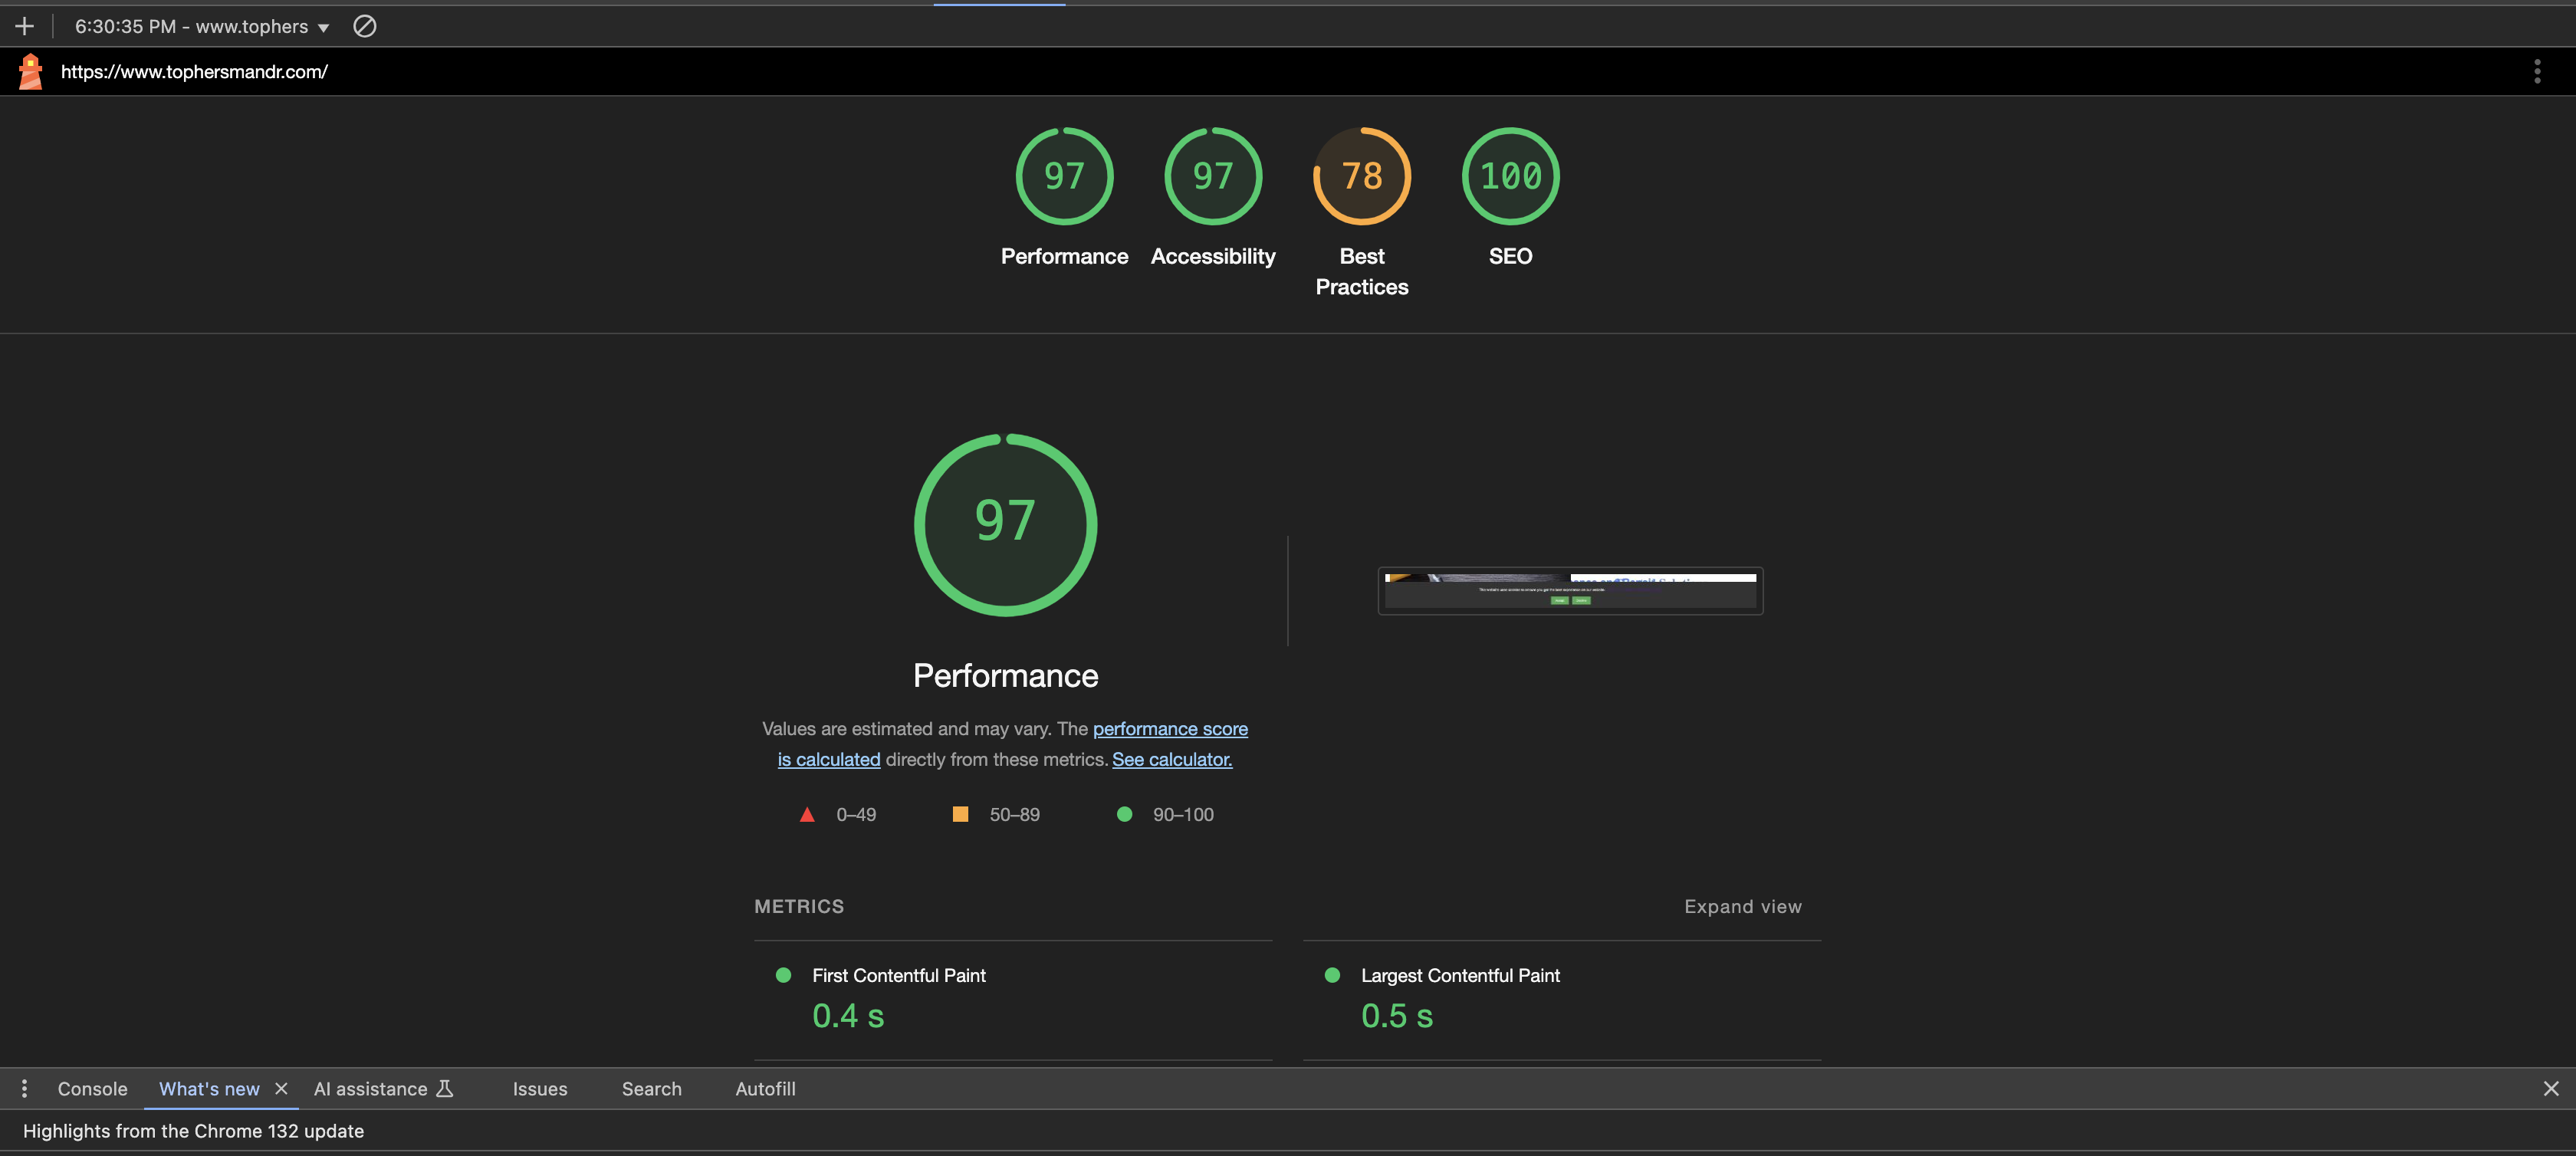 6:30:35 PM - www.tophers
https://www.tophersmandr.com/
97
97
78
100
Performance
Accessibility
Best
Practices
SEO
97
Performance
Values are estimated and may vary. The performance score
is calculated directly from these metrics. See calculator.
0–49
50–89
90–100
METRICS
Expand view
First Contentful Paint
0.4 s
Largest Contentful Paint
0.5 s
Console
What's new
AI assistance
Issues
Search
Autofill
Highlights from the Chrome 132 update